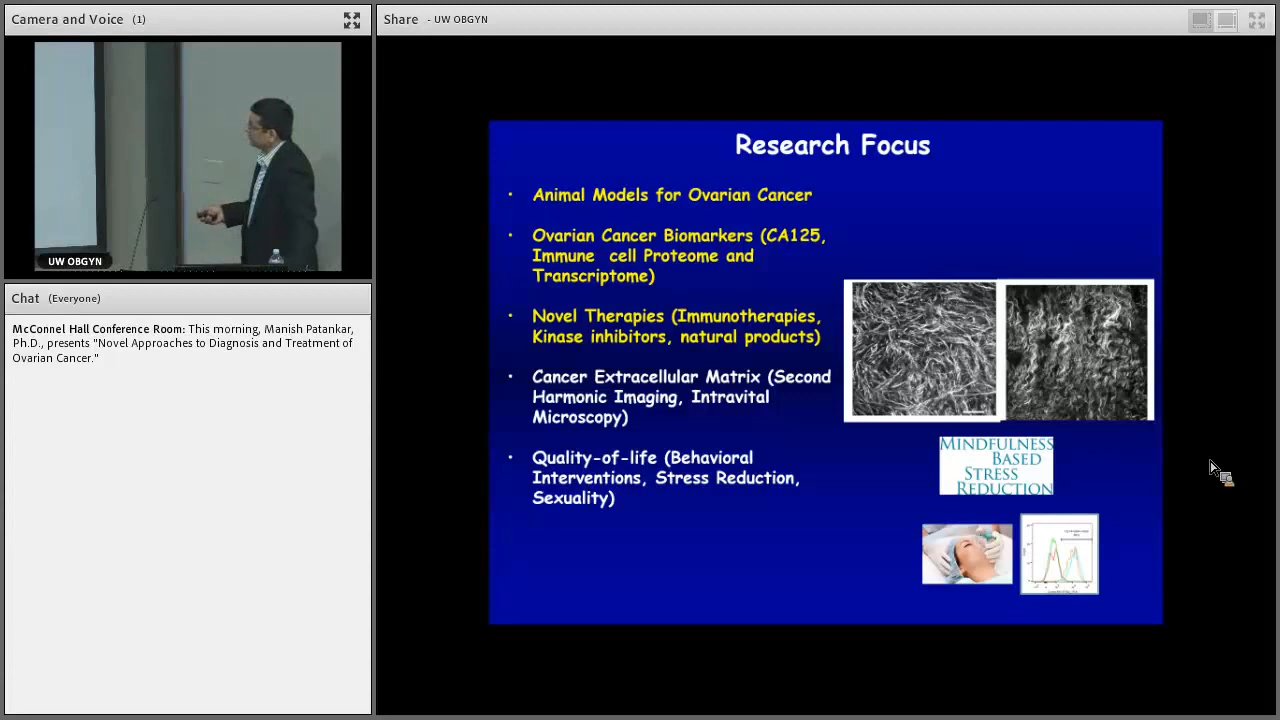 Camera and Voice (1)
UW OBGYN
Chat (Everyone)
McConnel Hall Conference Room: This morning, Manish Patankar,
Ph.D., presents "Novel Approaches to Diagnosis and Treatment of
Ovarian Cancer."
Share - UW OBGYN
Research Focus
• Animal Models for Ovarian Cancer
• Ovarian Cancer Biomarkers (CA125,
Immune cell Proteome and
Transcriptome)
• Novel Therapies (Immunotherapies,
Kinase inhibitors, natural products)
• Cancer Extracellular Matrix (Second
Harmonic Imaging, Intravital
Microscopy)
• Quality-of-life (Behavioral
Interventions, Stress Reduction,
Sexuality)
MINDFULNESS
BASED
STRESS
REDUCTION